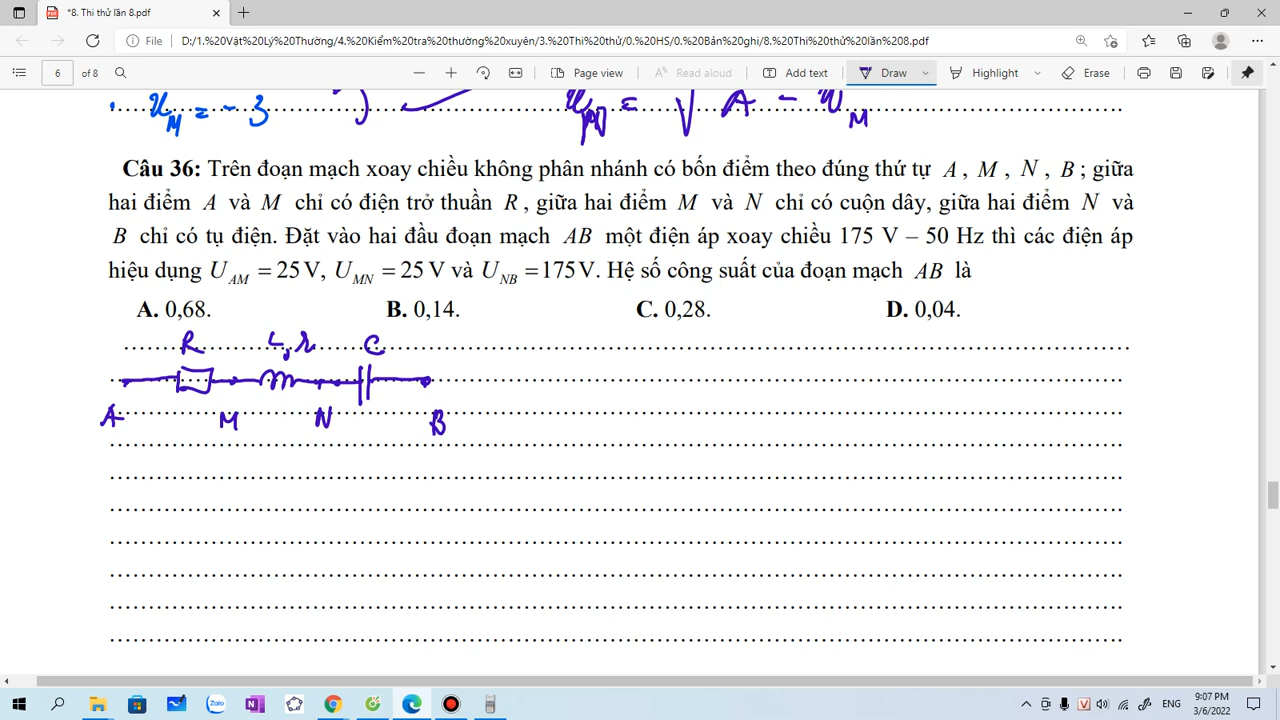 *8. Thi thử lần 8.pdf
File D:/1.%20Vật%20Lý%20Thường/4.%20Kiểm%20tra%20thường%20xuyên/3.%20Thi%20thử/0.%20HS/0.%20Bản%20ghi/8.%20Thi%20thử%20lần%208.pdf
6 of 8 Page view Read aloud Add text Draw Highlight Erase
= - 3 = √ A -
Câu 36: Trên đoạn mạch xoay chiều không phân nhánh có bốn điểm theo đúng thứ tự A, M, N, B; giữa
hai điểm A và M chỉ có điện trở thuần R, giữa hai điểm M và N chỉ có cuộn dây, giữa hai điểm N và
B chỉ có tụ điện. Đặt vào hai đầu đoạn mạch AB một điện áp xoay chiều 175 V – 50 Hz thì các điện áp
hiệu dụng U_AM = 25 V, U_MN = 25 V và U_NB = 175 V. Hệ số công suất của đoạn mạch AB là
A. 0,68. B. 0,14. C. 0,28. D. 0,04.
R L,r C
A M N B
Zalo
9:07 PM
3/6/2022